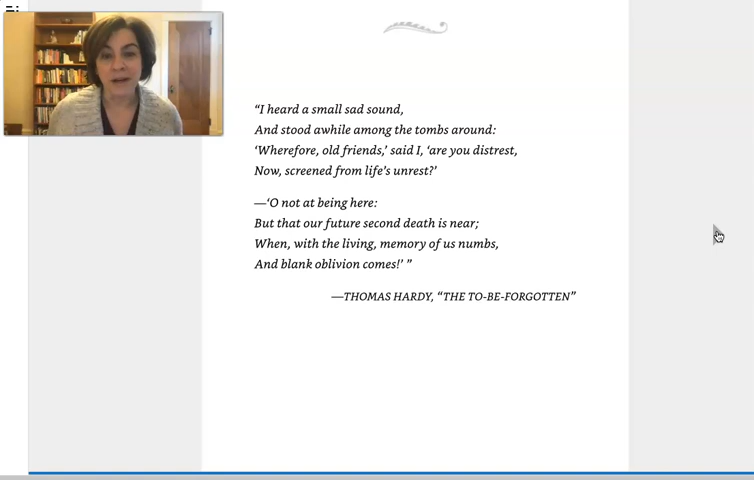 “I heard a small sad sound,
And stood awhile among the tombs around:
‘Wherefore, old friends,’ said I, ‘are you distrest,
Now, screened from life’s unrest?’
—‘O not at being here:
But that our future second death is near;
When, with the living, memory of us numbs,
And blank oblivion comes!’ ”
—THOMAS HARDY, “THE TO-BE-FORGOTTEN”